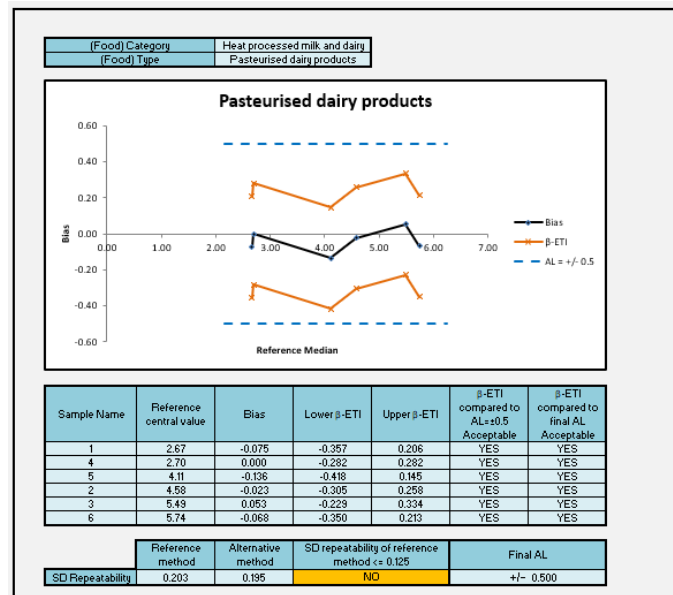 (Food) Category Heat processed milk and dairy
(Food) Type Pasteurised dairy products
Pasteurised dairy products
0.60
0.40
0.20
0.00
-0.20
-0.40
-0.60
0.00 1.00 2.00 3.00 4.00 5.00 6.00 7.00
Bias
Reference Median
Bias
β-ETI
AL = +/- 0.5
Sample Name Reference central value Bias Lower β-ETI Upper β-ETI β-ETI compared to AL=±0.5 Acceptable β-ETI compared to final AL Acceptable
1 2.67 -0.075 -0.357 0.206 YES YES
4 2.70 0.000 -0.282 0.282 YES YES
5 4.11 -0.136 -0.418 0.145 YES YES
2 4.58 -0.023 -0.305 0.258 YES YES
3 5.49 0.053 -0.229 0.334 YES YES
6 5.74 -0.068 -0.350 0.213 YES YES
Reference method Alternative method SD repeatability of reference method <= 0.125 Final AL
SD Repeatability 0.203 0.195 NO +/- 0.500